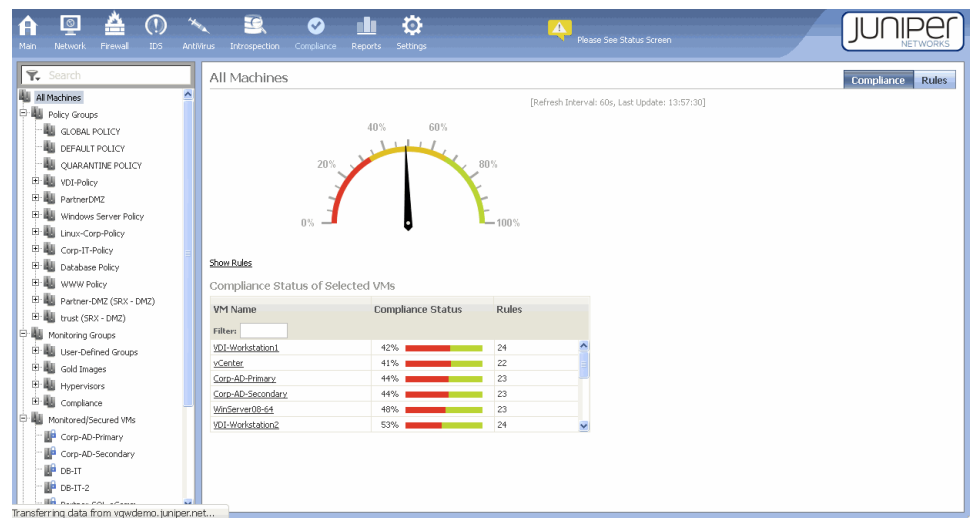 Main Network Firewall IDS AntiVirus Introspection Compliance Reports Settings
Please See Status Screen
JUNIPER
NETWORKS
Search
All Machines
Policy Groups
GLOBAL POLICY
DEFAULT POLICY
QUARANTINE POLICY
VDI-Policy
PartnerDMZ
Windows Server Policy
Linux-Corp-Policy
Corp-IT-Policy
Database Policy
WWW Policy
Partner-DMZ (SRX - DMZ)
trust (SRX - DMZ)
Monitoring Groups
User-Defined Groups
Gold Images
Hypervisors
Compliance
Monitored/Secured VMs
Corp-AD-Primary
Corp-AD-Secondary
DB-IT
DB-IT-2
Transferring data from vgwdemo.juniper.net...
All Machines
Compliance Rules
[Refresh Interval: 60s, Last Update: 13:57:30]
40% 60%
20% 80%
0% 100%
Show Rules
Compliance Status of Selected VMs
VM Name Compliance Status Rules
Filter:
VDI-Workstation1 42% 24
vCenter 41% 22
Corp-AD-Primary 44% 23
Corp-AD-Secondary 44% 23
WinServer08-64 48% 23
VDI-Workstation2 53% 24